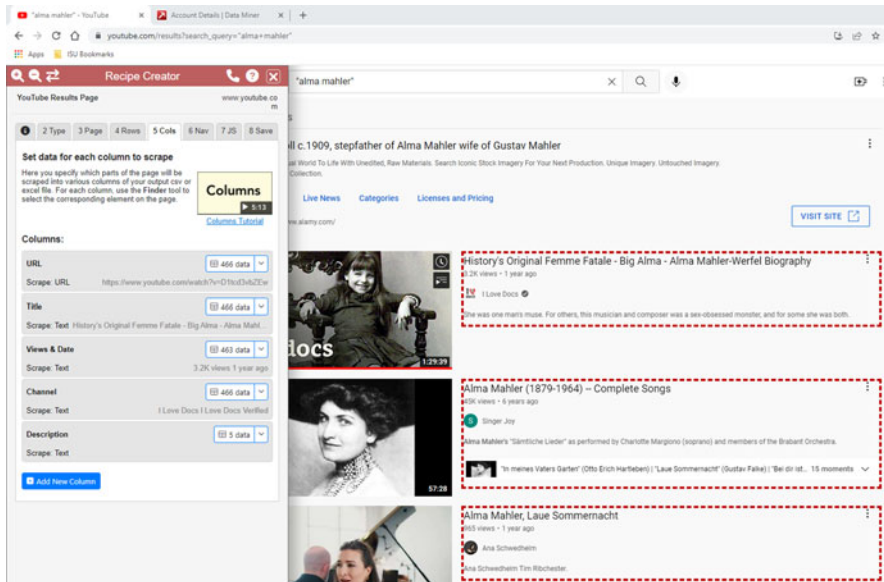 "alma mahler" - YouTube
Account Details | Data Miner
youtube.com/results?search_query="alma+mahler"
Apps
ISU Bookmarks
Recipe Creator
YouTube Results Page
www.youtube.co
m
2 Type
3 Page
4 Rows
5 Cols
6 Nav
7 JS
8 Save
Set data for each column to scrape
Here you specify which parts of the page will be
scraped into various columns of your output csv or
excel file. For each column, use the Finder tool to
select the corresponding element on the page.
Columns
5:13
Columns Tutorial
Columns:
URL
466 data
Scrape: URL
Title
466 data
Scrape: Text
History's Original Femme Fatale - Big Alma - Alma Mahl...
Views & Date
463 data
Scrape: Text
3.2K views 1 year ago
Channel
466 data
Scrape: Text
I Love Docs I Love Docs Verified
Description
5 data
Scrape: Text
Add New Column
"alma mahler"
ll c.1909, stepfather of Alma Mahler wife of Gustav Mahler
ual World To Life With Unedited, Raw Materials. Search Iconic Stock Imagery For Your Next Production. Unique Imagery. Untouched Imagery.
Collection.
Live News
Categories
Licenses and Pricing
ww.alamy.com/
VISIT SITE
docs
1:29:39
History's Original Femme Fatale - Big Alma - Alma Mahler-Werfel Biography
3.2K views • 1 year ago
I Love Docs
She was one man's muse. For others, this musician and composer was a sex-obsessed monster, and for some she was both.
57:28
Alma Mahler (1879-1964) -- Complete Songs
45K views • 6 years ago
Singer Joy
Alma Mahler's "Sämtliche Lieder" as performed by Charlotte Margiono (soprano) and members of the Brabant Orchestra.
"In meines Vaters Garten" (Otto Erich Hartleben) | "Laue Sommernacht" (Gustav Falke) | "Bei dir ist...
15 moments
Alma Mahler, Laue Sommernacht
965 views • 1 year ago
Ana Schwedhelm
Ana Schwedhelm Tim Ribchester.